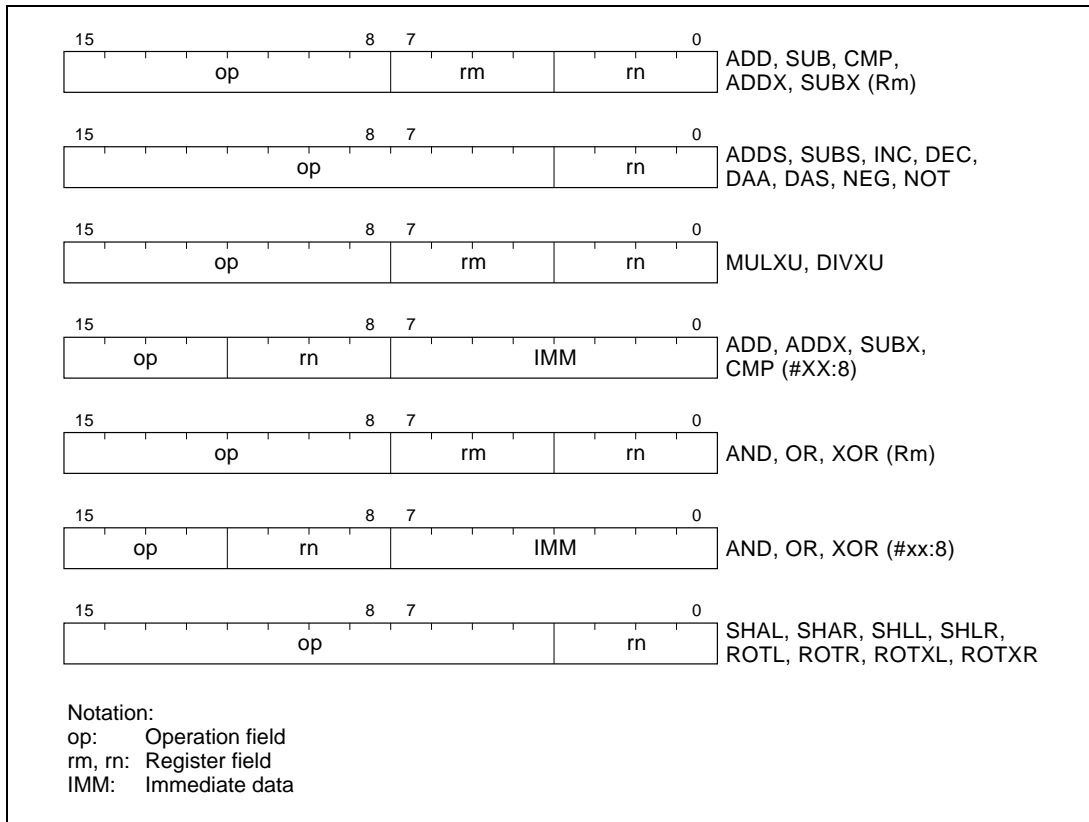 15 8 7 0
op rm rn
ADD, SUB, CMP,
ADDX, SUBX (Rm)
15 8 7 0
op rn
ADDS, SUBS, INC, DEC,
DAA, DAS, NEG, NOT
15 8 7 0
op rm rn
MULXU, DIVXU
15 8 7 0
op rn IMM
ADD, ADDX, SUBX,
CMP (#XX:8)
15 8 7 0
op rm rn
AND, OR, XOR (Rm)
15 8 7 0
op rn IMM
AND, OR, XOR (#xx:8)
15 8 7 0
op rn
SHAL, SHAR, SHLL, SHLR,
ROTL, ROTR, ROTXL, ROTXR
Notation:
op: Operation field
rm, rn: Register field
IMM: Immediate data